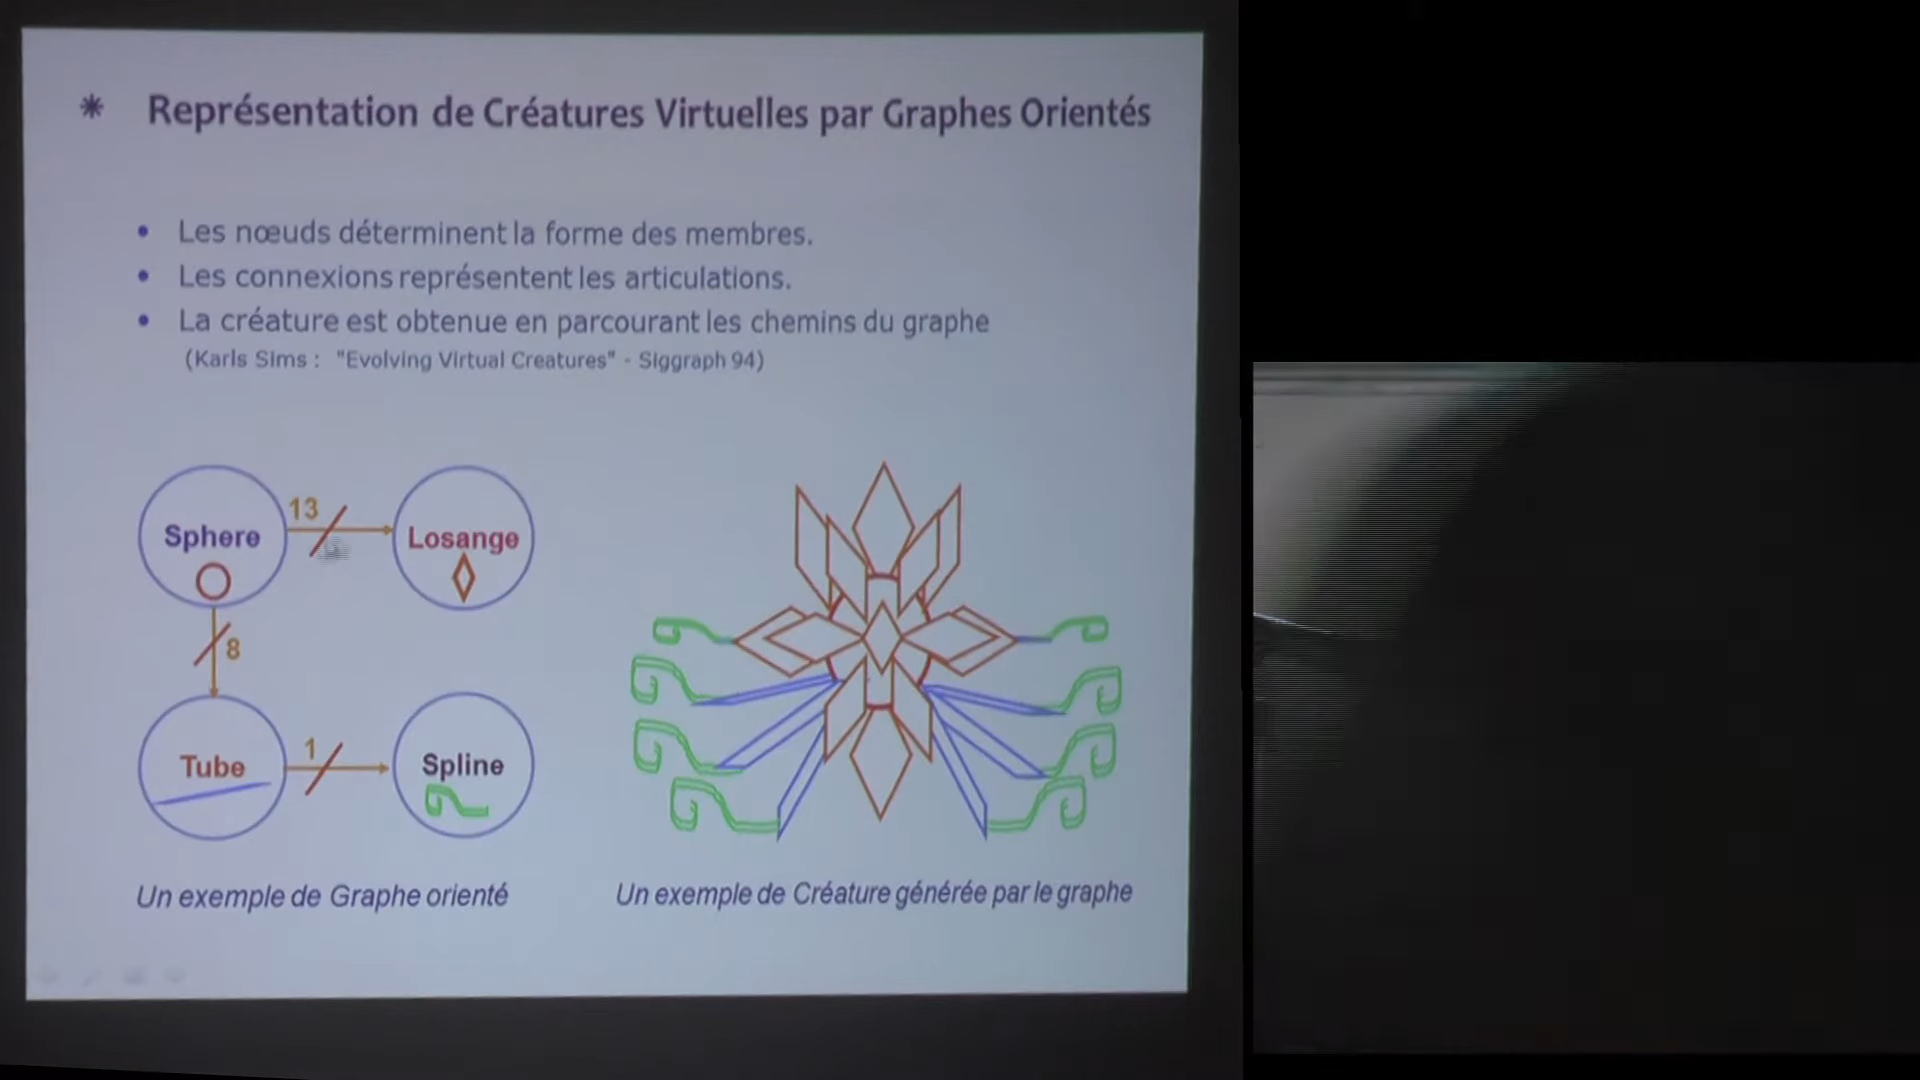 * Représentation de Créatures Virtuelles par Graphes Orientés
• Les nœuds déterminent la forme des membres.
• Les connexions représentent les articulations.
• La créature est obtenue en parcourant les chemins du graphe
(Karls Sims : "Evolving Virtual Creatures" - Siggraph 94)
13
Sphere
Losange
8
1
Tube
Spline
Un exemple de Graphe orienté
Un exemple de Créature générée par le graphe